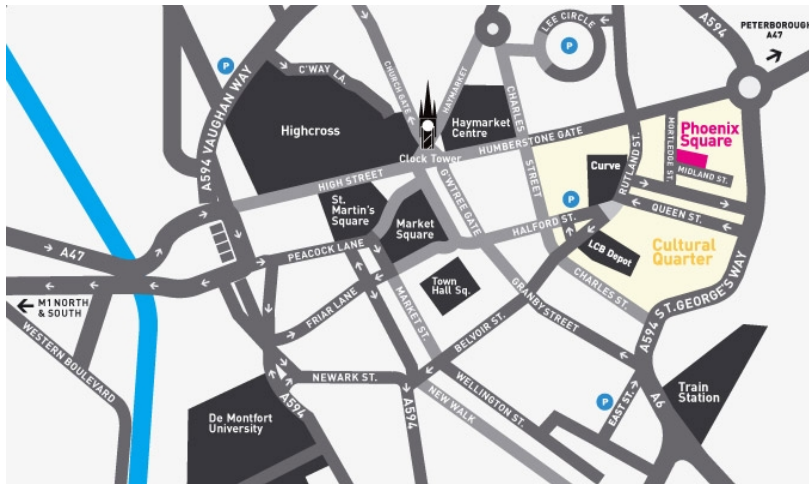 A594
PETERBOROUGH
A47
LEE CIRCLE
P
P
A594 VAUGHAN WAY
C'WAY LA.
CHURCH GATE
HAYMARKET
CHARLES
STREET
Highcross
Haymarket
Centre
HUMBERSTONE GATE
Clock Tower
RUTLAND ST.
MORTLEDGE ST.
Phoenix
Square
MIDLAND ST.
Curve
HIGH STREET
G'WTREE GATE
St.
Martin's
Square
Market
Square
P
HALFORD ST.
QUEEN ST.
A47
PEACOCK LANE
LCB Depot
Cultural
Quarter
Town
Hall Sq.
M1 NORTH
& SOUTH
FRIAR LANE
MARKET ST.
GRANBY STREET
CHARLES ST.
A594 ST.GEORGE'S WAY
WESTERN BOULEVARD
BELVOIR ST.
NEWARK ST.
WELLINGTON ST.
NEW WALK
A594
A594
De Montfort
University
P
EAST ST.
A6
Train
Station